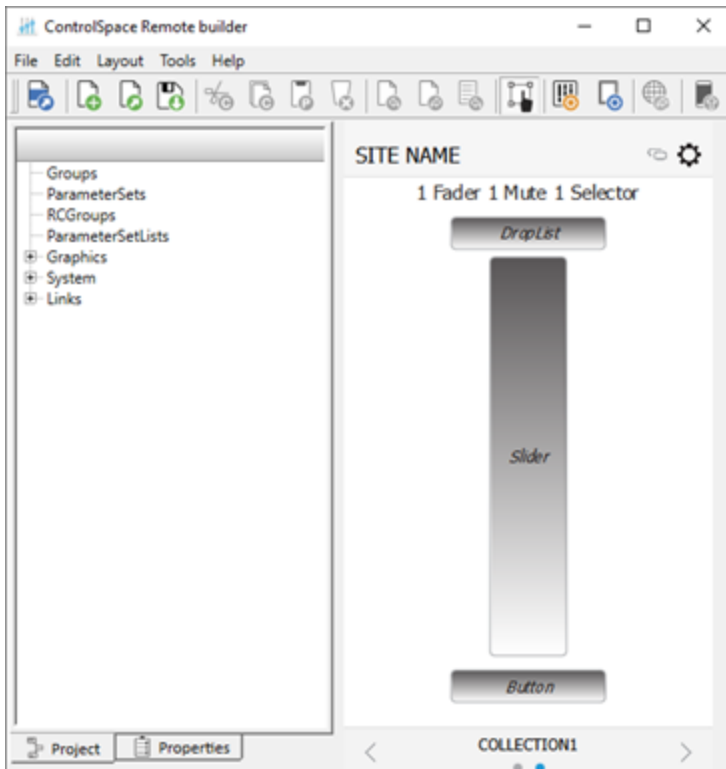 ControlSpace Remote builder
File Edit Layout Tools Help
Groups
ParameterSets
RCGroups
ParameterSetLists
Graphics
System
Links
Project Properties
SITE NAME
1 Fader 1 Mute 1 Selector
DropList
Slider
Button
COLLECTION1